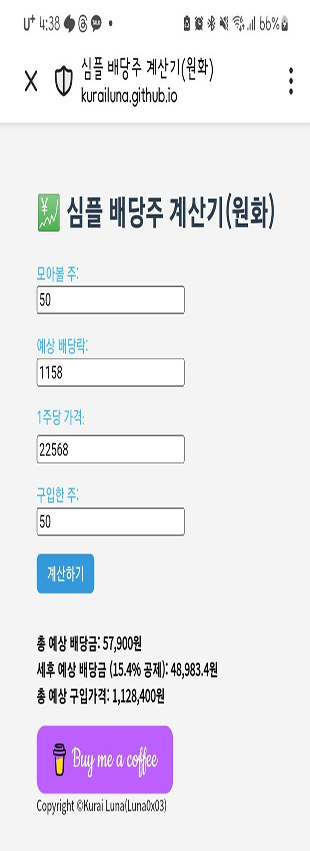 U+ 4:38 66%
심플 배당주 계산기(원화)
kurailuna.github.io
심플 배당주 계산기(원화)
모아볼 주:
50
예상 배당락:
1158
1주당 가격:
22568
구입한 주:
50
계산하기
총 예상 배당금: 57,900원
세후 예상 배당금 (15.4% 공제): 48,983.4원
총 예상 구입가격: 1,128,400원
Buy me a coffee
Copyright ©Kurai Luna(Luna0x03)